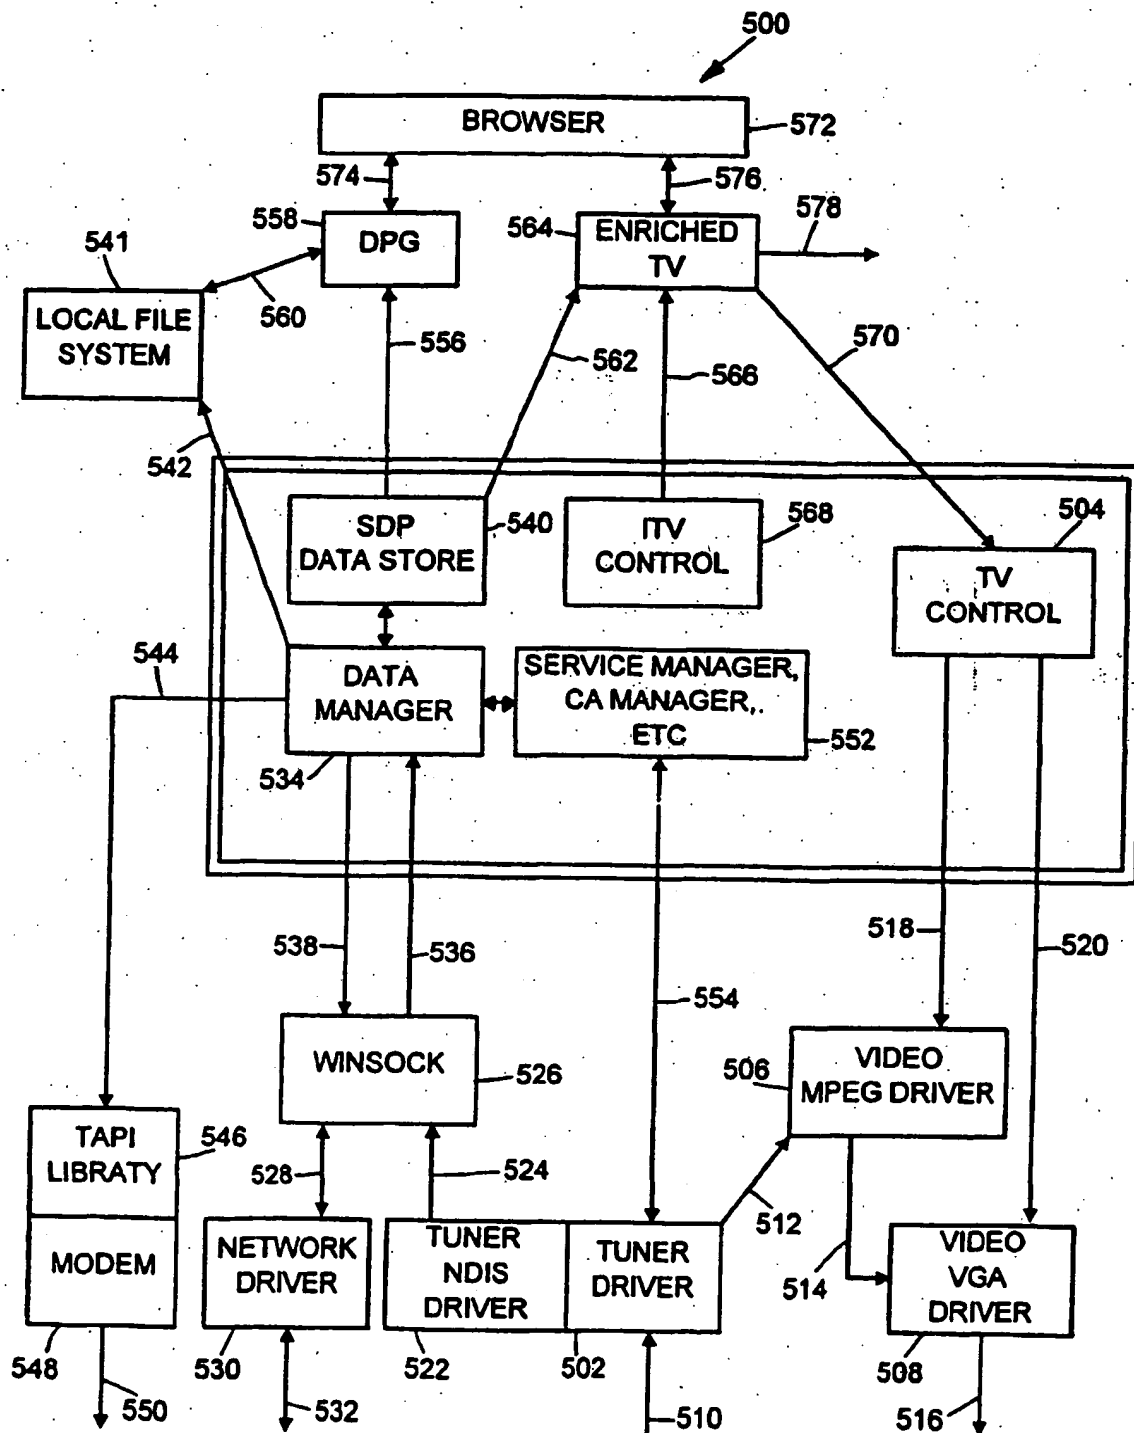 500
BROWSER
572
574
576
578
558
DPG
564
ENRICHED
TV
541
560
LOCAL FILE
SYSTEM
556
562
566
570
542
SDP
DATA STORE
540
ITV
CONTROL
568
504
TV
CONTROL
544
DATA
MANAGER
534
SERVICE MANAGER,
CA MANAGER,
ETC
552
538
536
518
520
554
WINSOCK
526
506
VIDEO
MPEG DRIVER
TAPI
LIBRATY
546
528
524
512
514
MODEM
NETWORK
DRIVER
TUNER
NDIS
DRIVER
TUNER
DRIVER
VIDEO
VGA
DRIVER
548
530
522
502
508
550
532
510
516